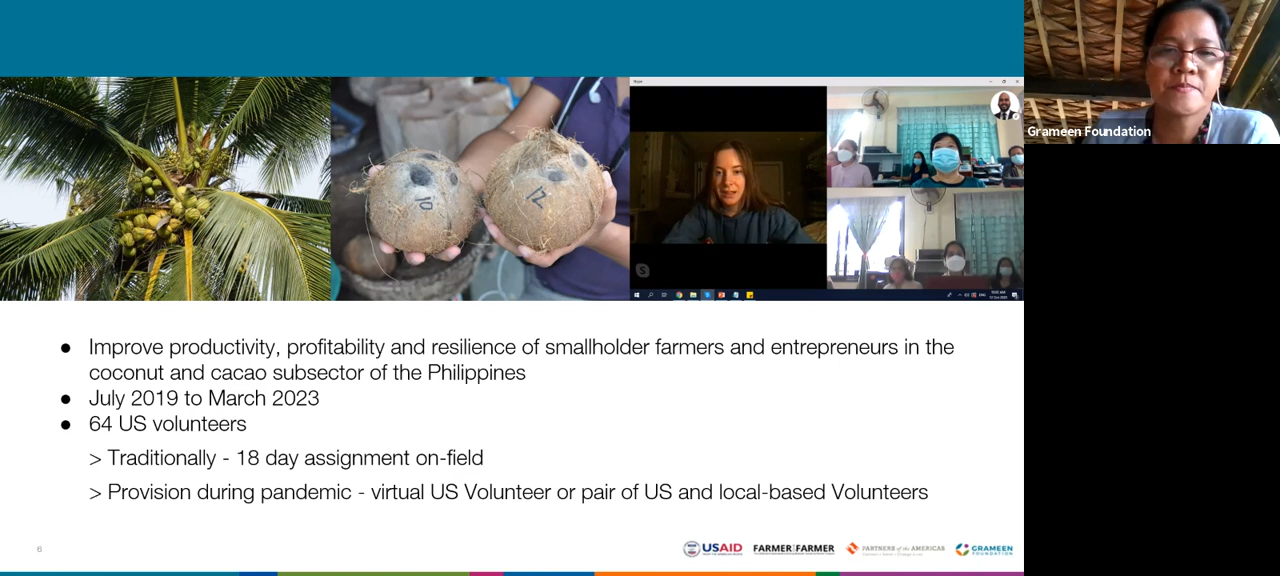 10
12
Grameen Foundation
● Improve productivity, profitability and resilience of smallholder farmers and entrepreneurs in the
coconut and cacao subsector of the Philippines
● July 2019 to March 2023
● 64 US volunteers
> Traditionally - 18 day assignment on-field
> Provision during pandemic - virtual US Volunteer or pair of US and local-based Volunteers
6
USAID
FARMER FARMER
PARTNERS of the AMERICAS
GRAMEEN
FOUNDATION